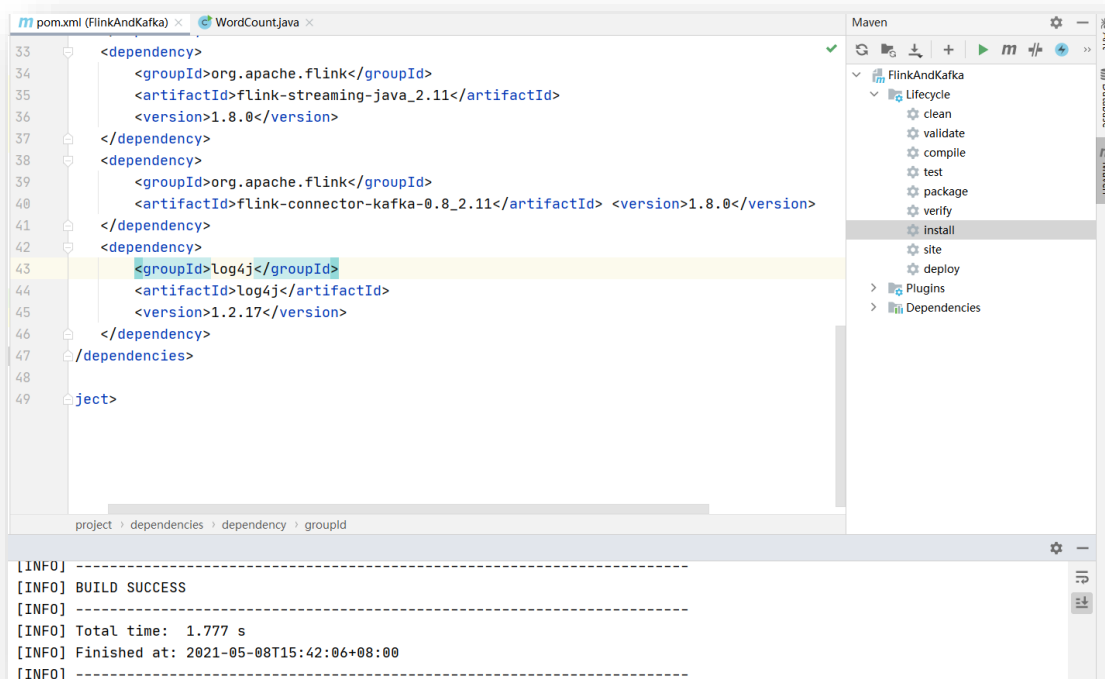 pom.xml (FlinkAndKafka)
WordCount.java
33 <dependency>
34 <groupId>org.apache.flink</groupId>
35 <artifactId>flink-streaming-java_2.11</artifactId>
36 <version>1.8.0</version>
37 </dependency>
38 <dependency>
39 <groupId>org.apache.flink</groupId>
40 <artifactId>flink-connector-kafka-0.8_2.11</artifactId> <version>1.8.0</version>
41 </dependency>
42 <dependency>
43 <groupId>log4j</groupId>
44 <artifactId>log4j</artifactId>
45 <version>1.2.17</version>
46 </dependency>
47 /dependencies>
48
49 ject>
project › dependencies › dependency › groupId
Maven
FlinkAndKafka
Lifecycle
clean
validate
compile
test
package
verify
install
site
deploy
Plugins
Dependencies
[INFO] ------------------------------------------------------------------------
[INFO] BUILD SUCCESS
[INFO] ------------------------------------------------------------------------
[INFO] Total time:  1.777 s
[INFO] Finished at: 2021-05-08T15:42:06+08:00
[INFO] ------------------------------------------------------------------------